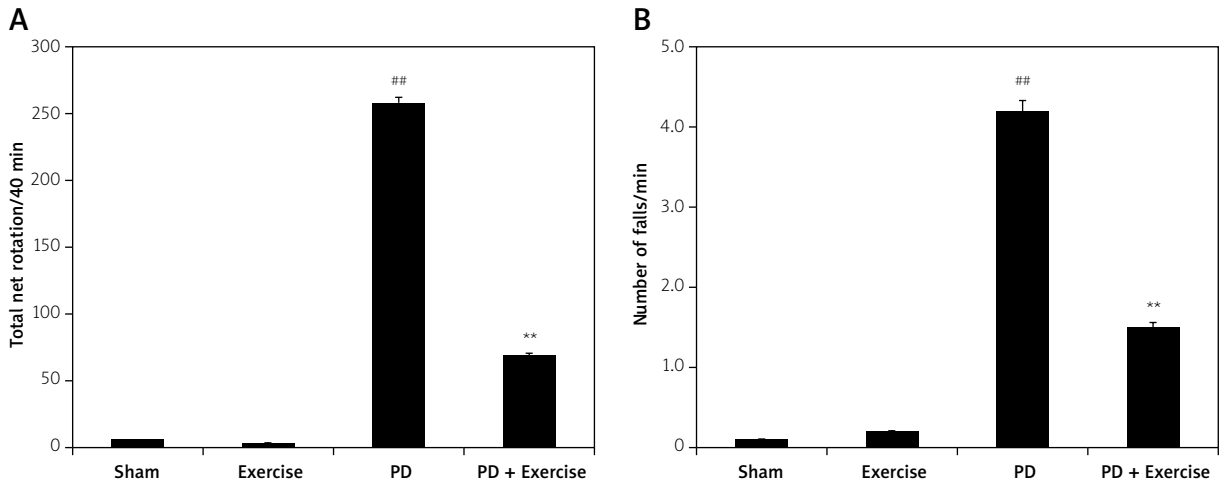 A
Total net rotation/40 min
300
250
200
150
100
50
0
##
**
Sham Exercise PD PD + Exercise
B
Number of falls/min
5.0
4.0
3.0
2.0
1.0
0
##
**
Sham Exercise PD PD + Exercise